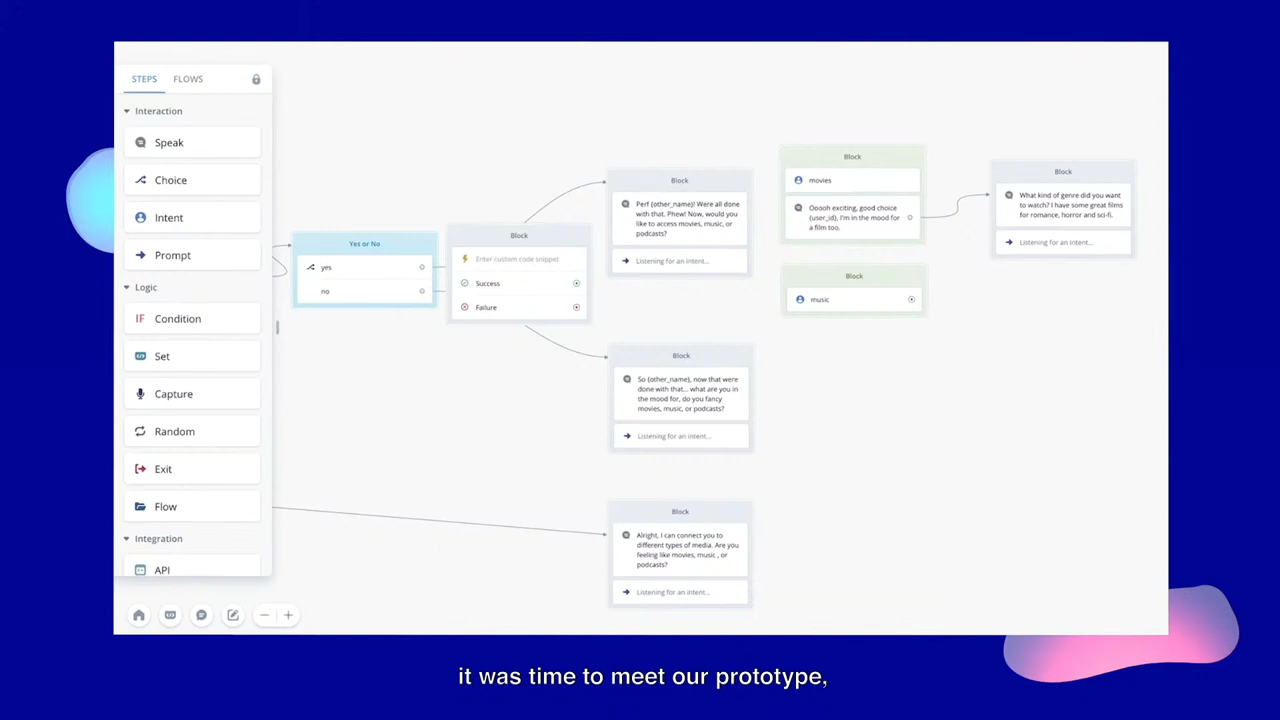 STEPS
FLOWS
Interaction
Speak
Choice
Intent
Prompt
Logic
IF Condition
Set
Capture
Random
Exit
Flow
Integration
API
Yes or No
yes
no
Block
Enter custom code snippet
Success
Failure
Block
Perf {other_name}! Were all done
with that. Phew! Now, would you
like to access movies, music, or
podcasts?
Listening for an intent...
Block
So {other_name}, now that were
done with that... what are you in
the mood for, do you fancy
movies, music, or podcasts?
Listening for an intent...
Block
Alright, I can connect you to
different types of media. Are you
feeling like movies, music , or
podcasts?
Listening for an intent...
Block
movies
Ooooh exciting, good choice
{user_id}, I'm in the mood for
a film too.
Block
music
Block
What kind of genre did you want
to watch? I have some great films
for romance, horror and sci-fi.
Listening for an intent...
it was time to meet our prototype,